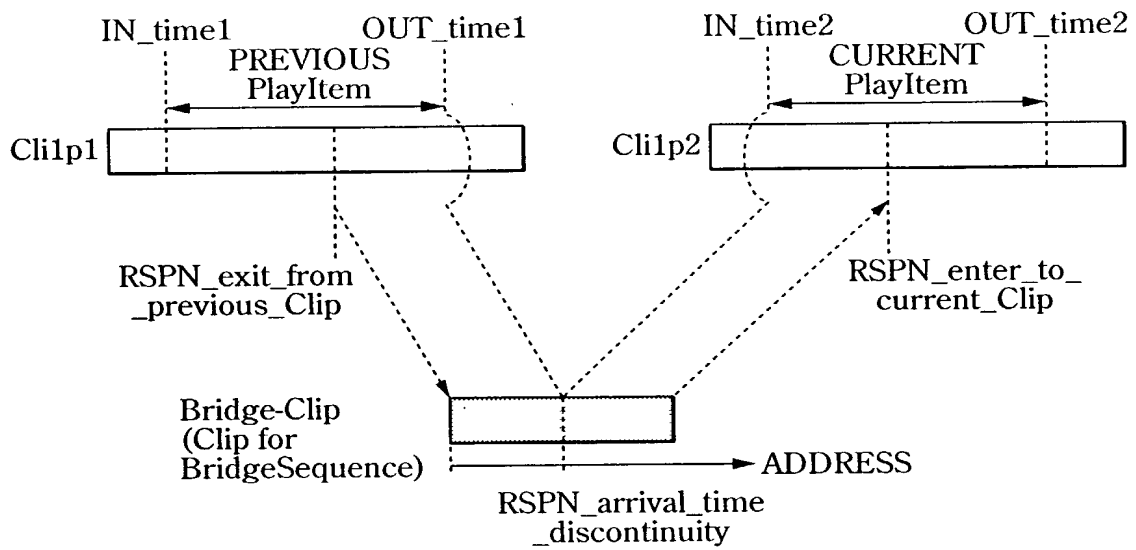 IN_time1
OUT_time1
IN_time2
OUT_time2
PREVIOUS
PlayItem
CURRENT
PlayItem
Cli1p1
Cli1p2
RSPN_exit_from
_previous_Clip
RSPN_enter_to_
current_Clip
Bridge-Clip
(Clip for
BridgeSequence)
ADDRESS
RSPN_arrival_time
_discontinuity